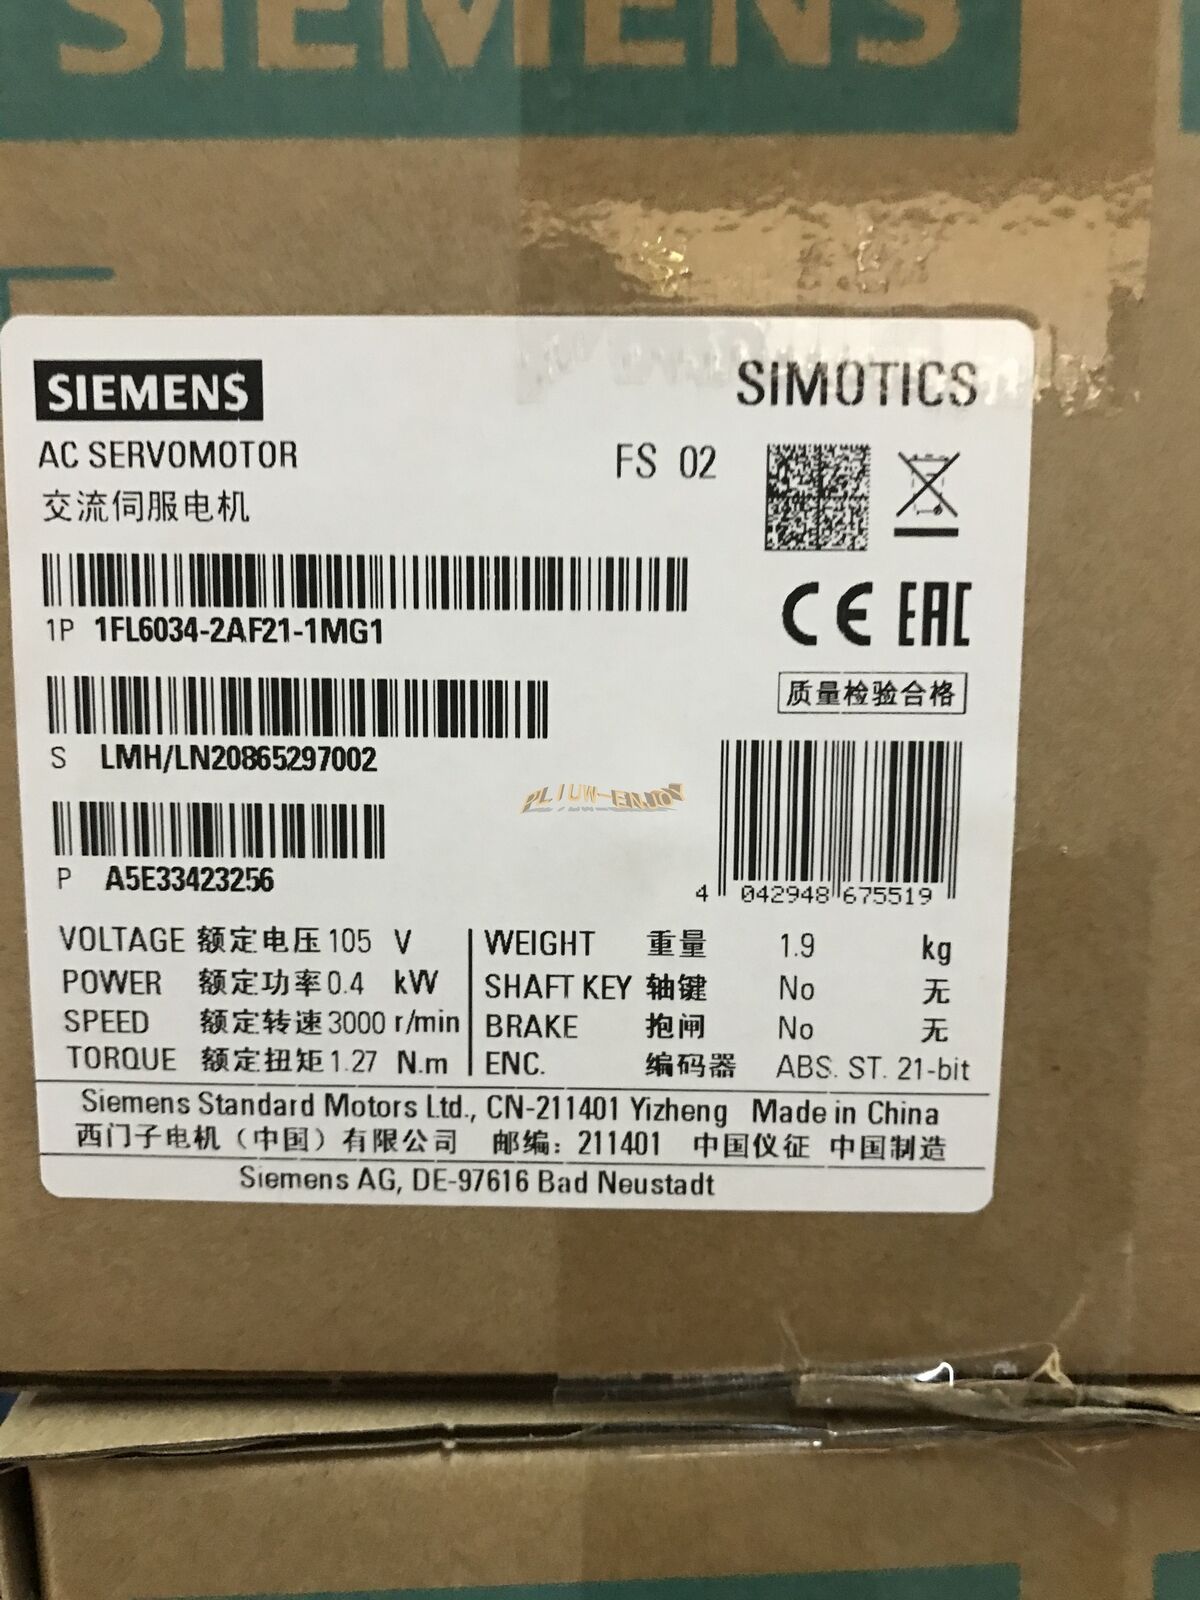 SIEMENS
SIEMENS
SIMOTICS
AC SERVOMOTOR
FS 02
交流伺服电机
1P 1FL6034-2AF21-1MG1
CE EAC
质量检验合格
S LMH/LN20865297002
PLIUW-ENJOY
P A5E33423256
4 042948 675519
VOLTAGE 额定电压 105 V
POWER 额定功率 0.4 kW
SPEED 额定转速 3000 r/min
TORQUE 额定扭矩 1.27 N.m
WEIGHT 重量 1.9 kg
SHAFT KEY 轴键 No 无
BRAKE 抱闸 No 无
ENC. 编码器 ABS. ST. 21-bit
Siemens Standard Motors Ltd., CN-211401 Yizheng Made in China
西门子电机（中国）有限公司 邮编：211401 中国仪征 中国制造
Siemens AG, DE-97616 Bad Neustadt